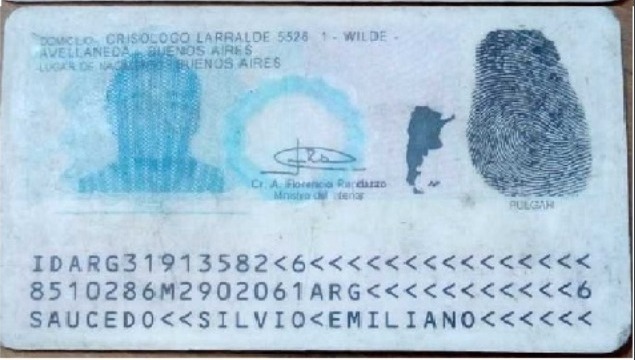 DOMICILIO: CRISOLOGO LARRALDE 5526 1 - WILDE -
AVELLANEDA - BUENOS AIRES
LUGAR DE NACIMIENTO: BUENOS AIRES
Cr. A. Florencio Randazzo
Ministro del Interior
PULGAR
IDARG31913582<6<<<<<<<<<<<<<<<
8510286M2902061ARG<<<<<<<<<<<6
SAUCEDO<<SILVIO<EMILIANO<<<<<<